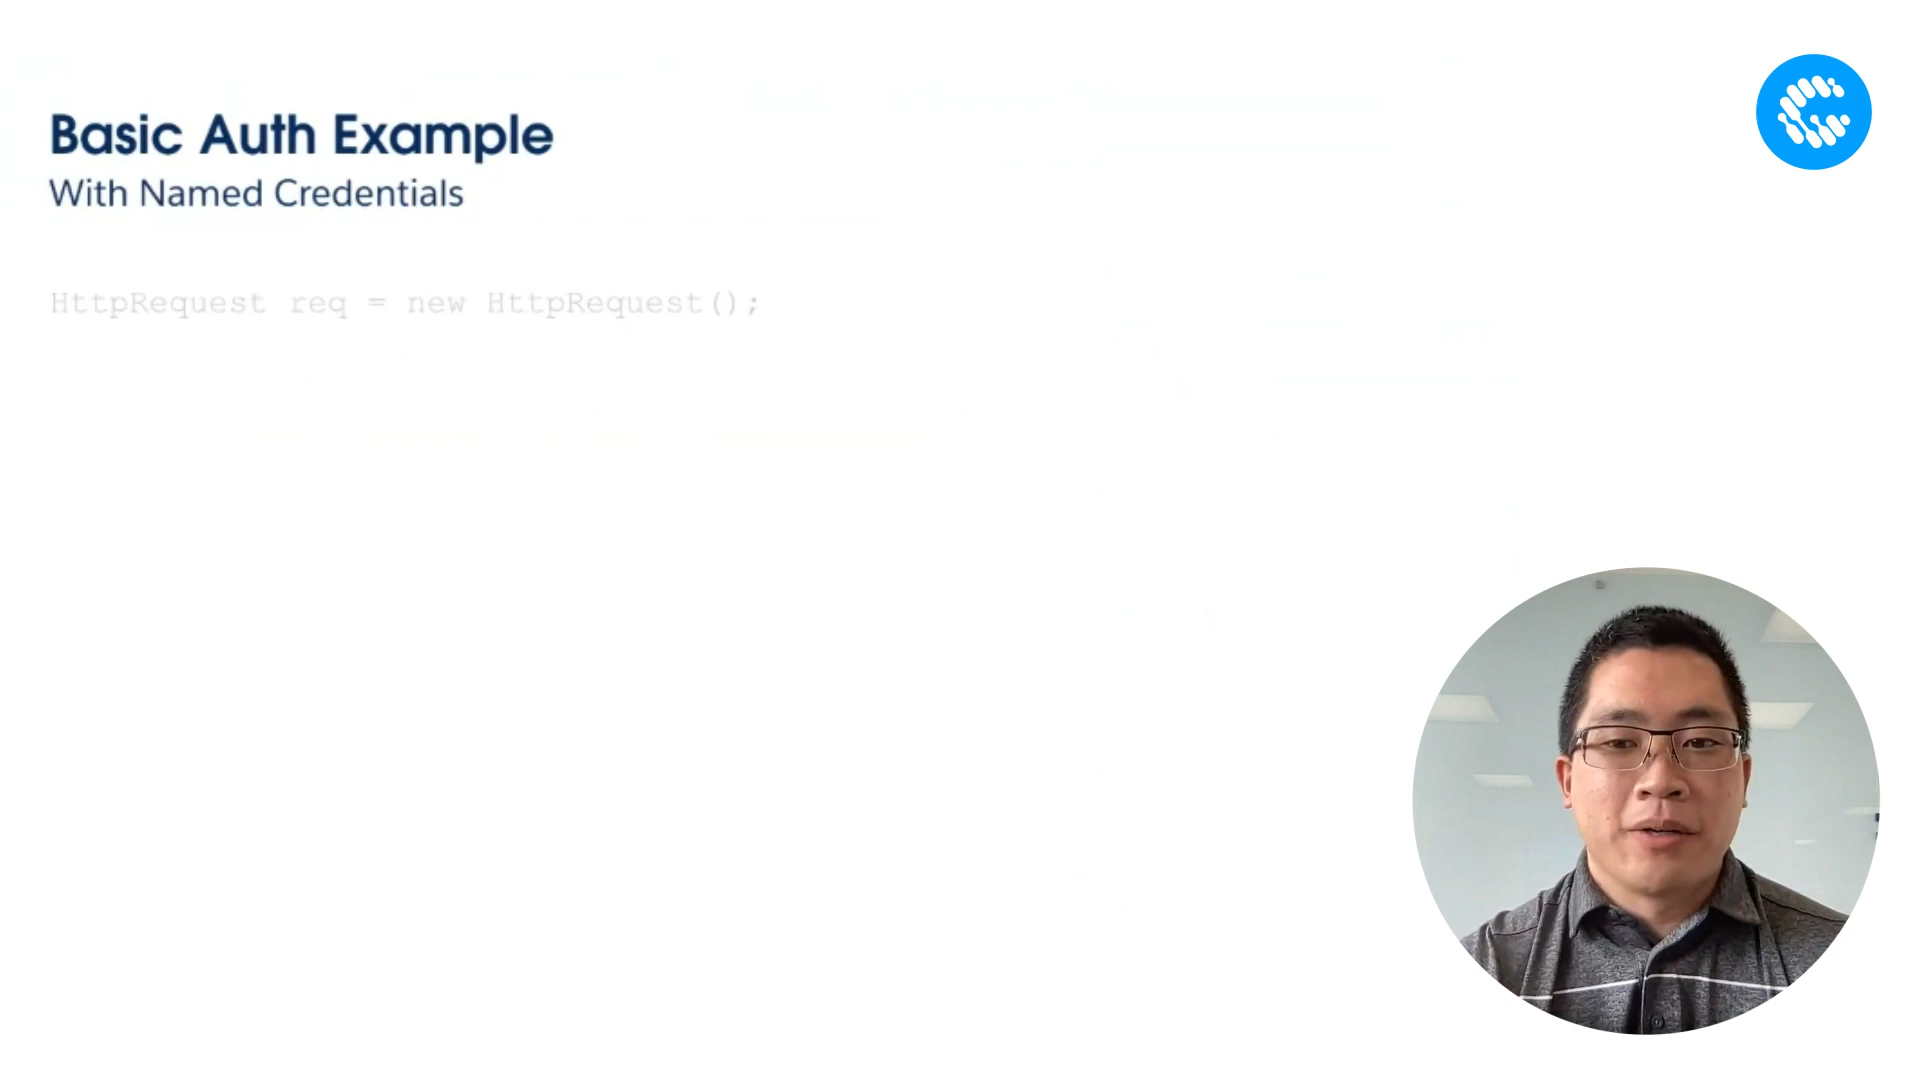 Basic Auth Example
With Named Credentials
HttpRequest req = new HttpRequest();